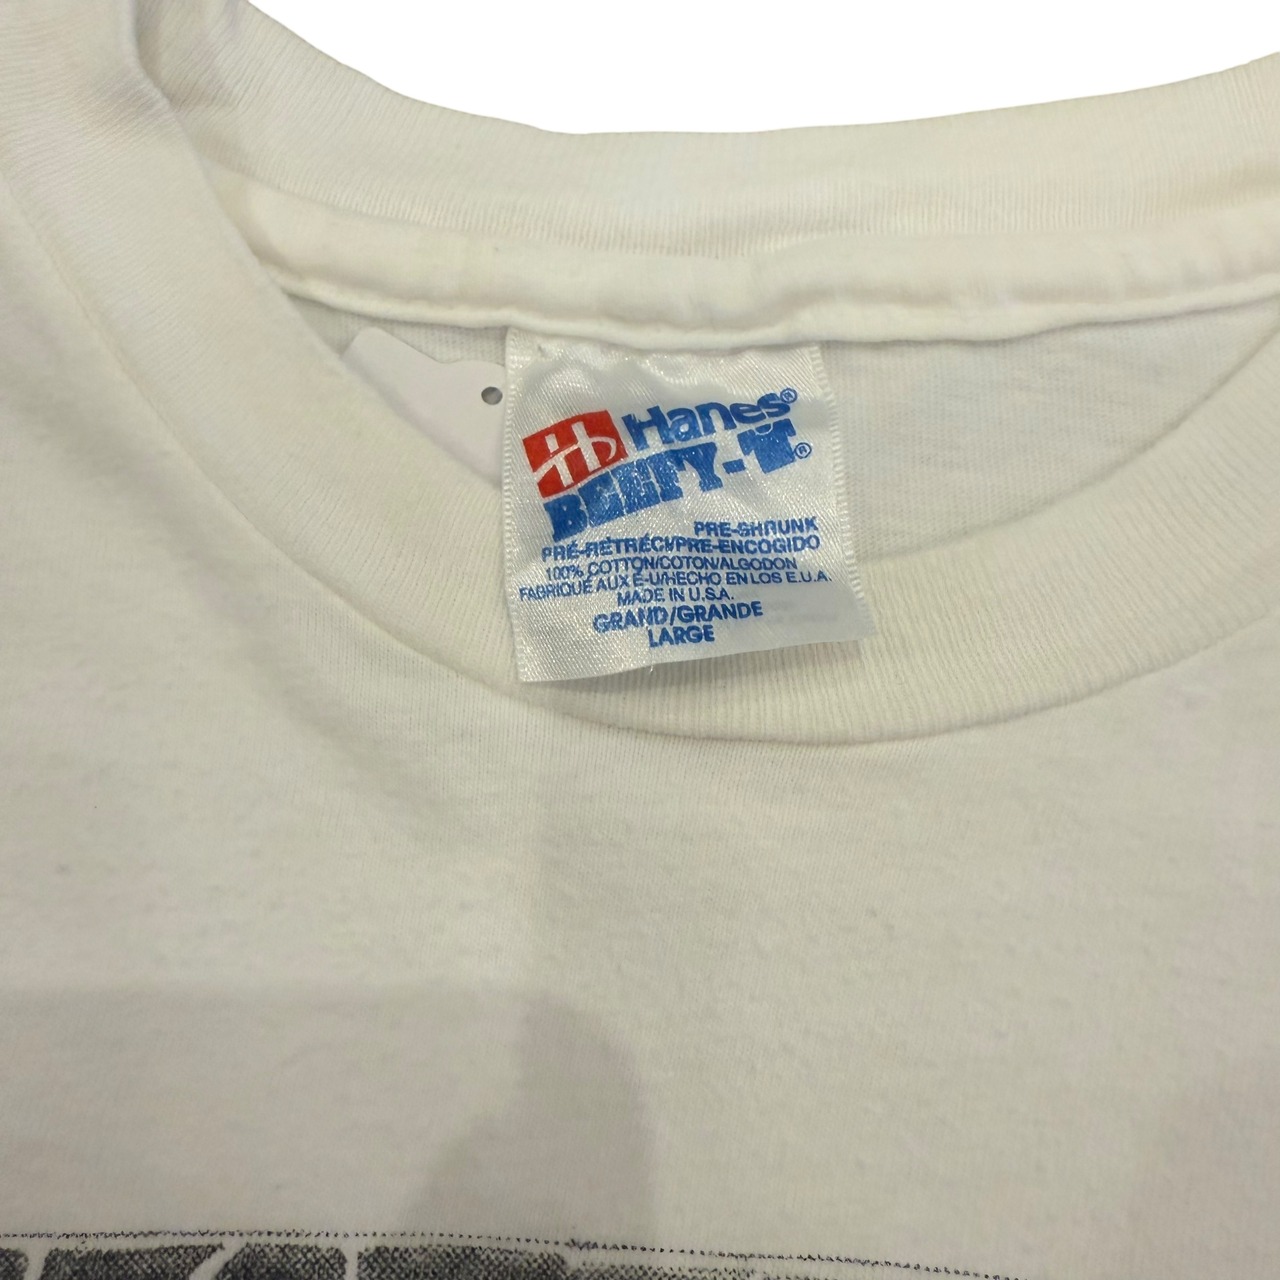 Hanes®
BEEFY-T®
PRE-SHRUNK
PRÉ-RÉTRÉCI/PRE-ENCOGIDO
100% COTTON/COTON/ALGODON
FABRIQUÉ AUX É-U/HECHO EN LOS E.U.A.
MADE IN U.S.A.
GRAND/GRANDE
LARGE